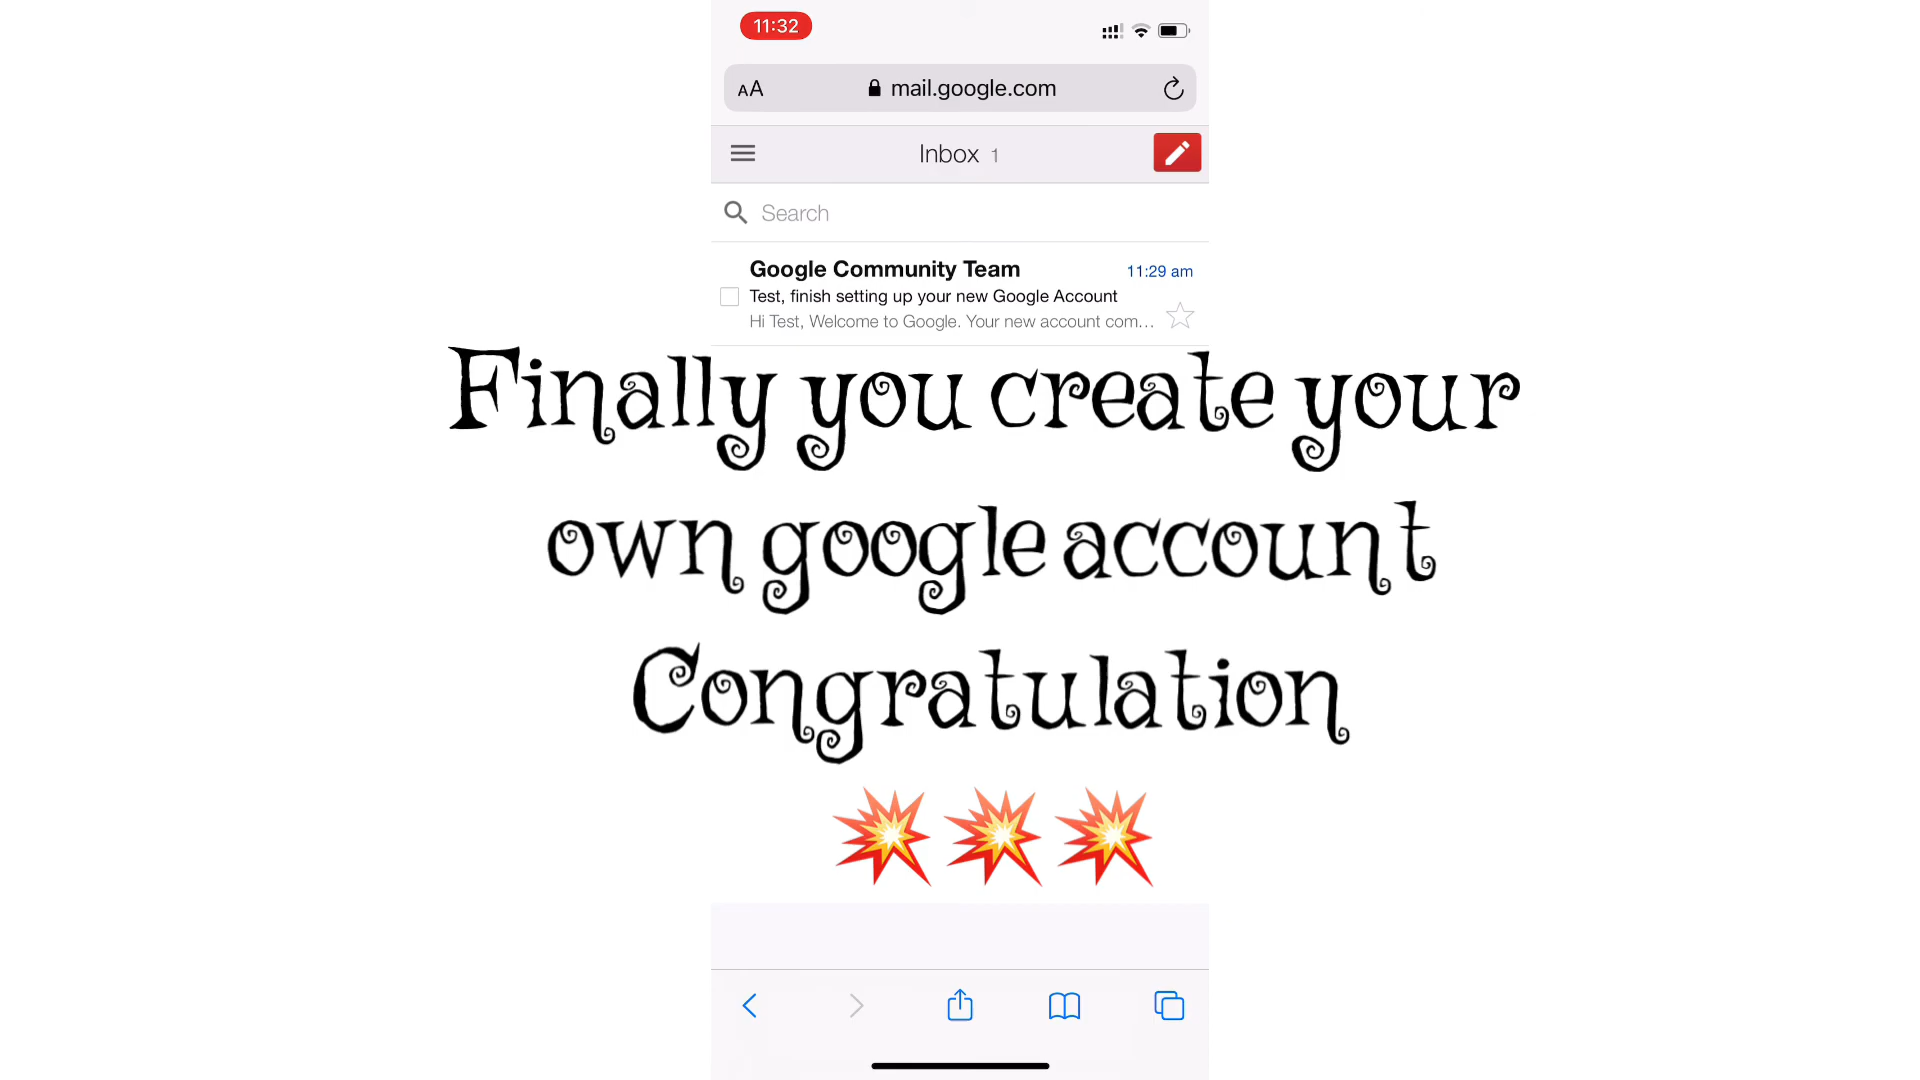 11:32
AA mail.google.com
Inbox 1
Search
Google Community Team 11:29 am
Test, finish setting up your new Google Account
Hi Test, Welcome to Google. Your new account com...
Finally you create your
own google account
Congratulation